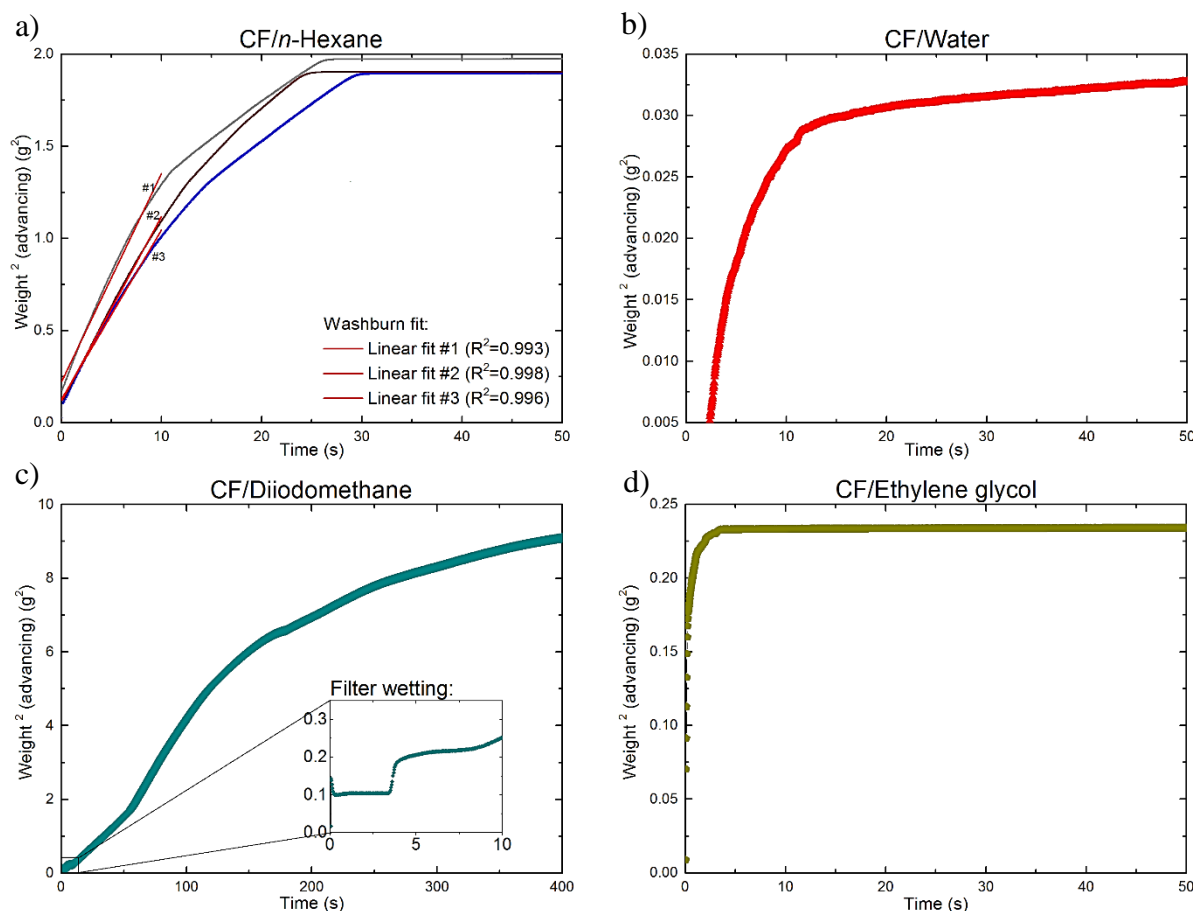 a)
CF/n-Hexane
Weight ² (advancing) (g²)
2.0
1.5
1.0
0.5
0.0
#1
#2
#3
Washburn fit:
Linear fit #1 (R²=0.993)
Linear fit #2 (R²=0.998)
Linear fit #3 (R²=0.996)
0 10 20 30 40 50
Time (s)
b)
CF/Water
Weight ² (advancing) (g²)
0.035
0.030
0.025
0.020
0.015
0.010
0.005
0 10 20 30 40 50
Time (s)
c)
CF/Diiodomethane
Weight ² (advancing) (g²)
10
8
6
4
2
0
Filter wetting:
0.3
0.2
0.1
0.0
0 5 10
0 100 200 300 400
Time (s)
d)
CF/Ethylene glycol
Weight ² (advancing) (g²)
0.25
0.20
0.15
0.10
0.05
0.00
0 10 20 30 40 50
Time (s)